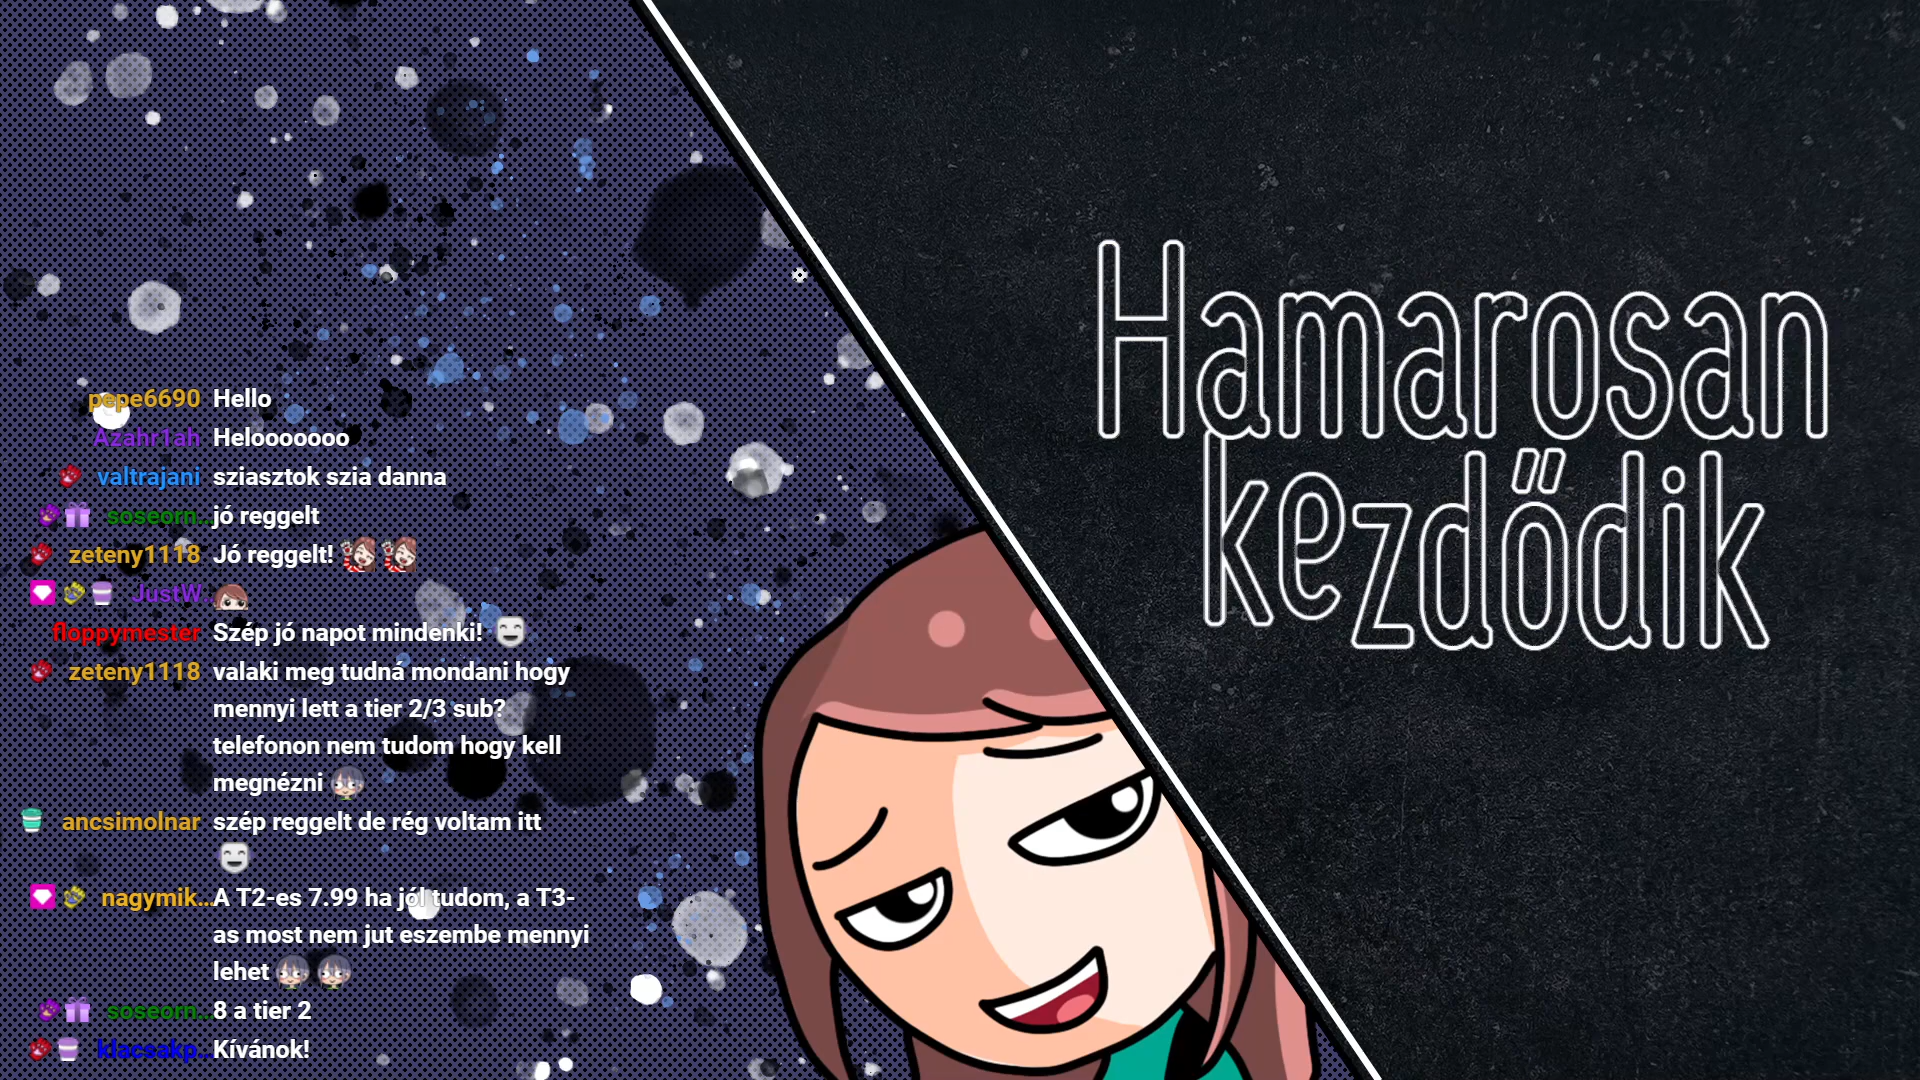 pepe6690 Hello
Azahr1ah Helooooooo
valtrajani sziasztok szia danna
soseorn... jó reggelt
zeteny1118 Jó reggelt!
JustW...
floppymester Szép jó napot mindenki!
zeteny1118 valaki meg tudná mondani hogy
mennyi lett a tier 2/3 sub?
telefonon nem tudom hogy kell
megnézni
ancsimolnar szép reggelt de rég voltam itt
nagymik... A T2-es 7.99 ha jól tudom, a T3-
as most nem jut eszembe mennyi
lehet
soseorn... 8 a tier 2
klacsakp... Kívánok!
Hamarosan
kezdődik